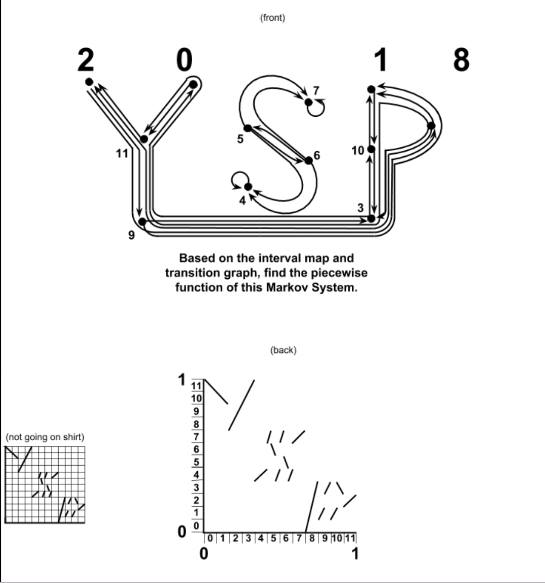 (front)
2 0 1 8
7
5
6
11
10
4
3
9
Based on the interval map and
transition graph, find the piecewise
function of this Markov System.
(back)
1
11
10
9
8
7
6
5
4
3
2
1
0
0
0 1 2 3 4 5 6 7 8 9 10 11
0 1
(not going on shirt)